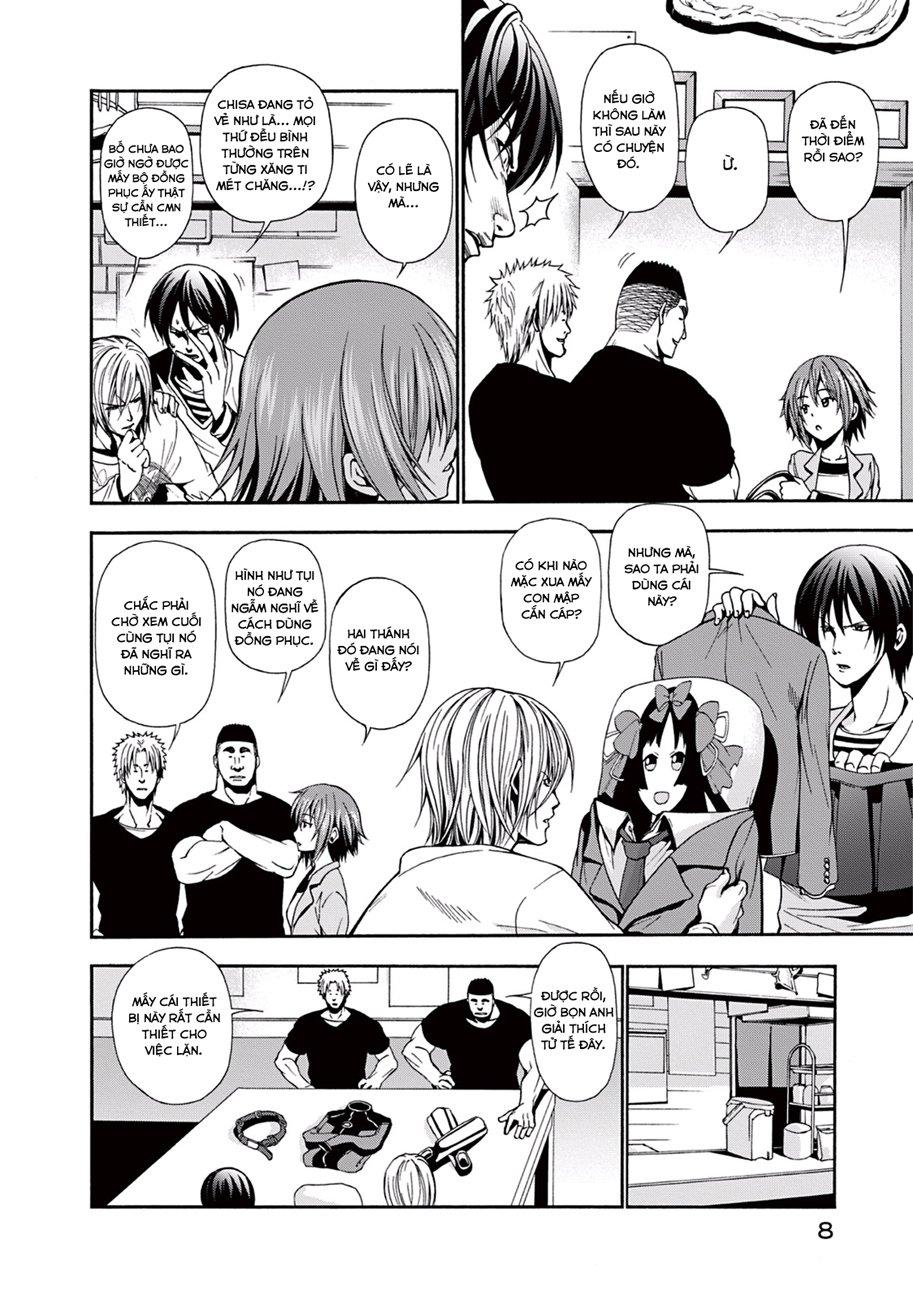 ĐÃ ĐẾN
THỜI ĐIỂM
RỒI SAO?
Ừ.
NẾU GIỜ
KHÔNG LÀM
THÌ SAU NÀY
CÓ CHUYỆN
ĐÓ.
CÓ LẼ LÀ
VẬY, NHƯNG
MÀ...
CHISA ĐANG TỎ
VẺ NHƯ LÀ... MỌI
THỨ ĐỀU BÌNH
THƯỜNG TRÊN
TỪNG XĂNG TI
MÉT CHĂNG...!?
BỐ CHƯA BAO
GIỜ NGỜ ĐƯỢC
MẤY BỘ ĐỒNG
PHỤC ẤY THẬT
SỰ CẦN CMN
THIẾT...
NHƯNG MÀ,
SAO TA PHẢI
DÙNG CÁI
NÀY?
CÓ KHI NÀO
MẶC XUA MẤY
CON MẬP
CẮN CÁP?
HAI THÁNH
ĐÓ ĐANG NÓI
VỀ GÌ ĐẤY?
HÌNH NHƯ TỤI
NÓ ĐANG
NGẪM NGHĨ VỀ
CÁCH DÙNG
ĐỒNG PHỤC.
CHẮC PHẢI
CHỜ XEM CUỐI
CÙNG TỤI NÓ
ĐÃ NGHĨ RA
NHỮNG GÌ.
ĐƯỢC RỒI,
GIỜ BỌN ANH
GIẢI THÍCH
TỬ TẾ ĐÂY.
MẤY CÁI THIẾT
BỊ NÀY RẤT CẦN
THIẾT CHO
VIỆC LẶN.
8